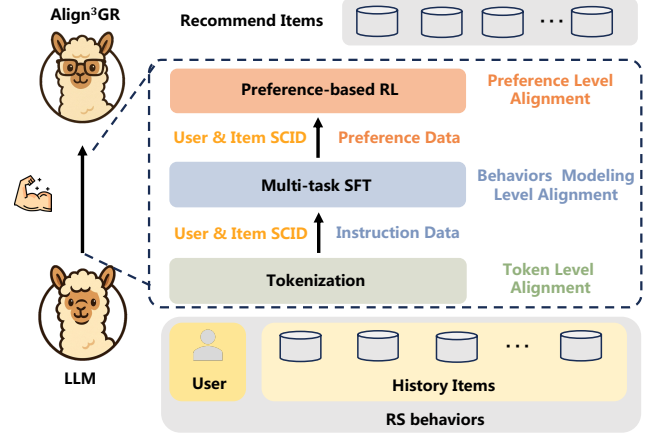 Align³GR
Recommend Items
...
Preference-based RL
Preference Level
Alignment
User & Item SCID
Preference Data
Multi-task SFT
Behaviors Modeling
Level Alignment
User & Item SCID
Instruction Data
Tokenization
Token Level
Alignment
LLM
User
...
History Items
RS behaviors